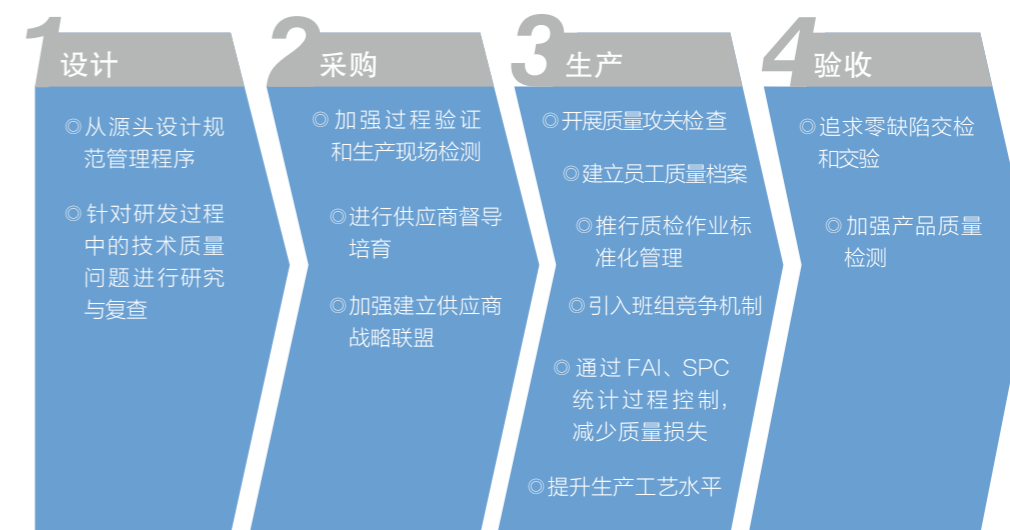 1
设计
◎从源头设计规
范管理程序
◎针对研发过程
中的技术质量
问题进行研究
与复查
2
采购
◎加强过程验证
和生产现场检测
◎进行供应商督导
培育
◎加强建立供应商
战略联盟
3
生产
◎开展质量攻关检查
◎建立员工质量档案
◎推行质检作业标
准化管理
◎引入班组竞争机制
◎通过 FAI、SPC
统计过程控制，
减少质量损失
◎提升生产工艺水平
4
验收
◎追求零缺陷交检
和交验
◎加强产品质量
检测